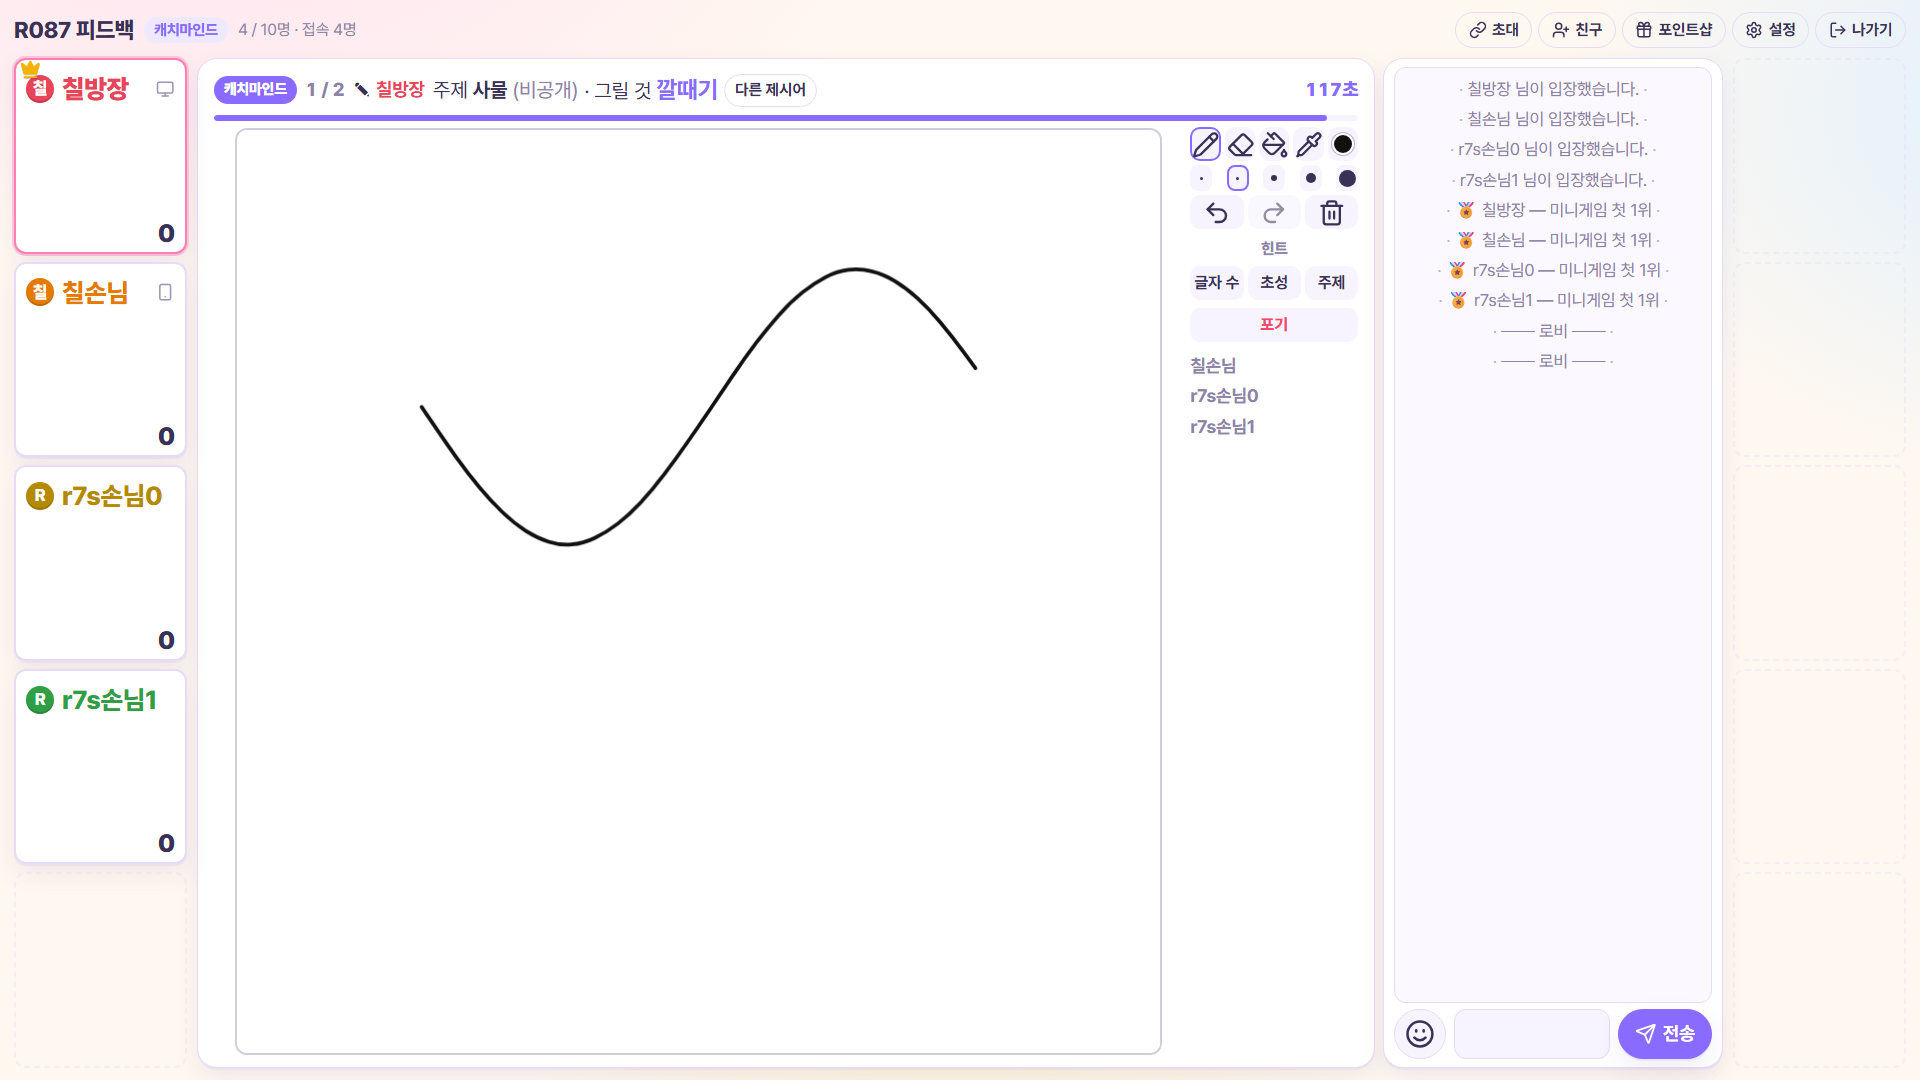 R087 피드백 캐치마인드 4 / 10명 · 접속 4명
초대 친구 포인트샵 설정 나가기
칠 칠방장
0
칠 칠손님
0
R r7s손님0
0
R r7s손님1
0
캐치마인드 1 / 2 칠방장 주제 사물 (비공개) · 그릴 것 깔때기 다른 제시어 117초
힌트
글자 수 초성 주제
포기
칠손님
r7s손님0
r7s손님1
· 칠방장 님이 입장했습니다. ·
· 칠손님 님이 입장했습니다. ·
· r7s손님0 님이 입장했습니다. ·
· r7s손님1 님이 입장했습니다. ·
· 🏅 칠방장 — 미니게임 첫 1위 ·
· 🏅 칠손님 — 미니게임 첫 1위 ·
· 🏅 r7s손님0 — 미니게임 첫 1위 ·
· 🏅 r7s손님1 — 미니게임 첫 1위 ·
· —— 로비 —— ·
· —— 로비 —— ·
전송